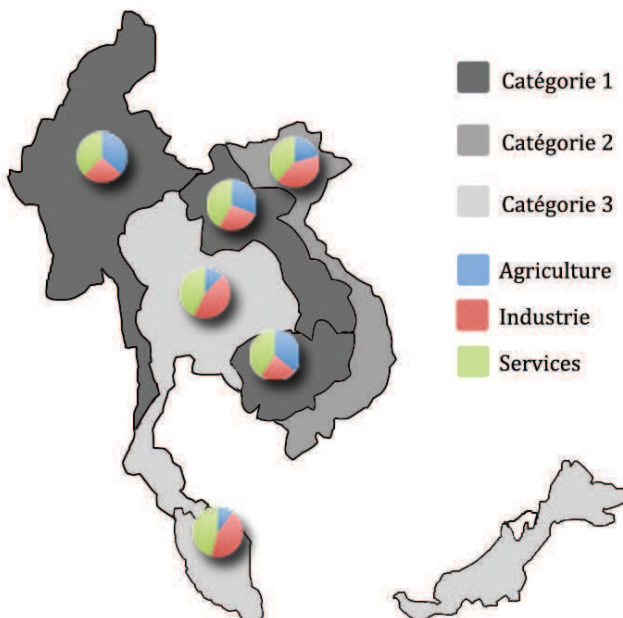 Catégorie 1
Catégorie 2
Catégorie 3
Agriculture
Industrie
Services